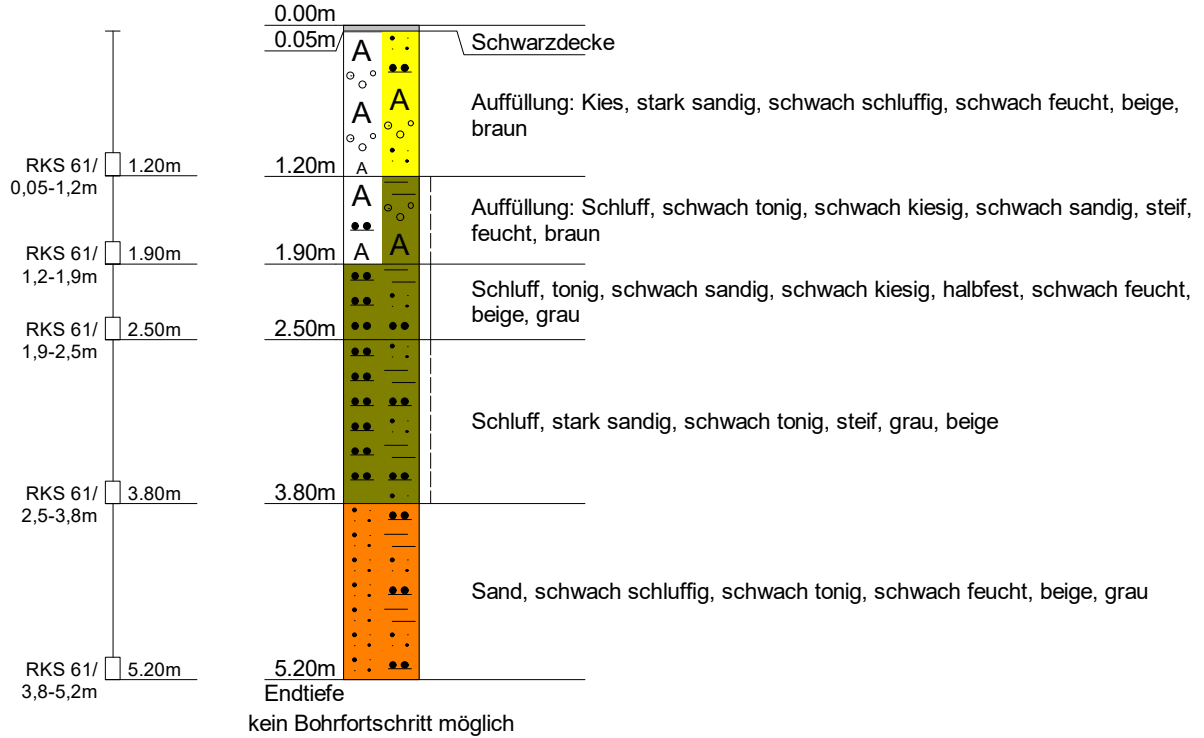 0.00m
0.05m
Schwarzdecke
A
A
A
A
Auffüllung: Kies, stark sandig, schwach schluffig, schwach feucht, beige,
braun
RKS 61/
0,05-1,2m
1.20m
1.20m
A
A
Auffüllung: Schluff, schwach tonig, schwach kiesig, schwach sandig, steif,
feucht, braun
A
A
RKS 61/
1,2-1,9m
1.90m
1.90m
Schluff, tonig, schwach sandig, schwach kiesig, halbfest, schwach feucht,
beige, grau
RKS 61/
1,9-2,5m
2.50m
2.50m
Schluff, stark sandig, schwach tonig, steif, grau, beige
RKS 61/
2,5-3,8m
3.80m
3.80m
Sand, schwach schluffig, schwach tonig, schwach feucht, beige, grau
RKS 61/
3,8-5,2m
5.20m
5.20m
Endtiefe
kein Bohrfortschritt möglich